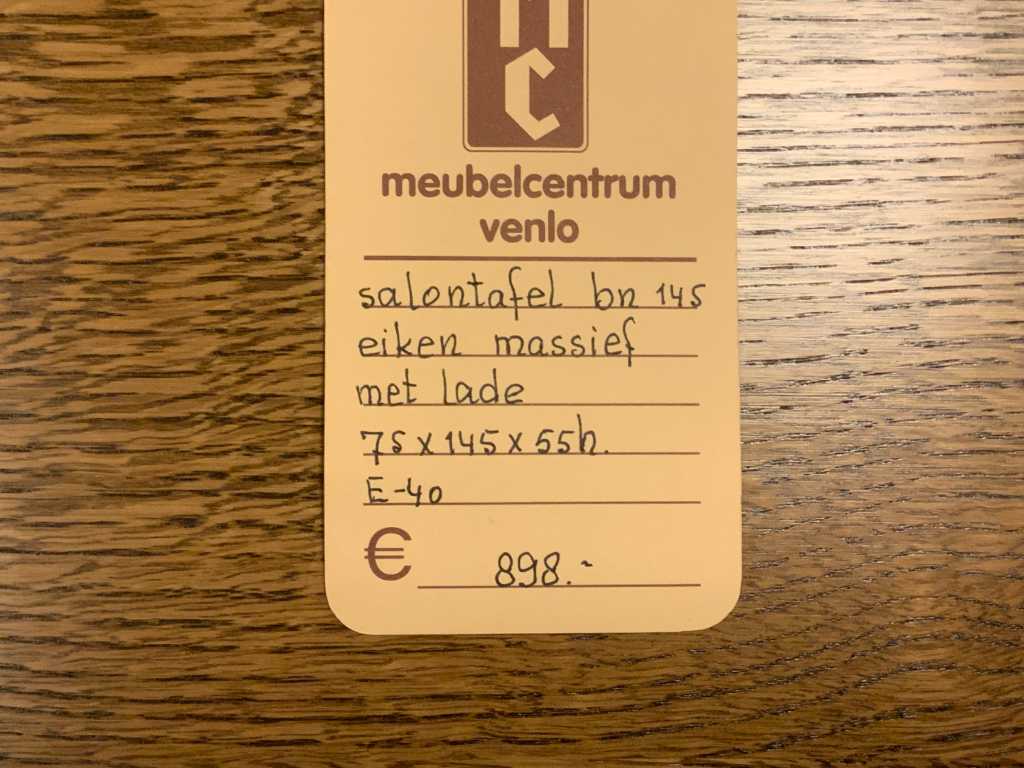 C
meubelcentrum
venlo
salontafel bn 145
eiken massief
met lade
75 x 145 x 55h.
E-40
€ 898.-